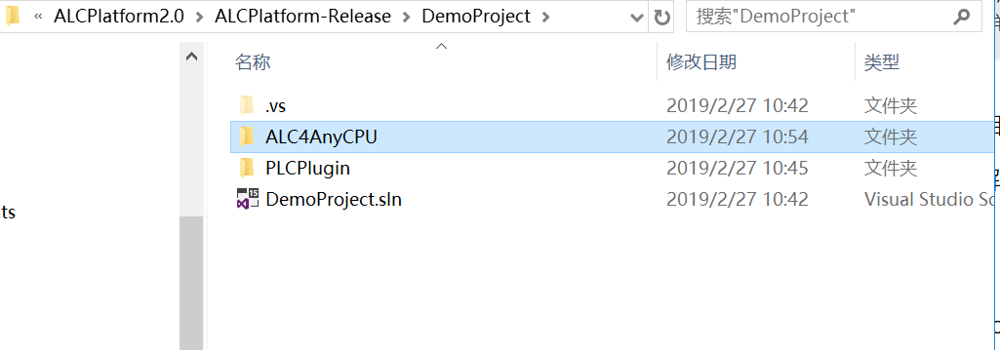 « ALCPlatform2.0 > ALCPlatform-Release > DemoProject >
搜索"DemoProject"
名称 修改日期 类型
.vs 2019/2/27 10:42 文件夹
ALC4AnyCPU 2019/2/27 10:54 文件夹
PLCPlugin 2019/2/27 10:45 文件夹
DemoProject.sln 2019/2/27 10:42 Visual Studio So
ts